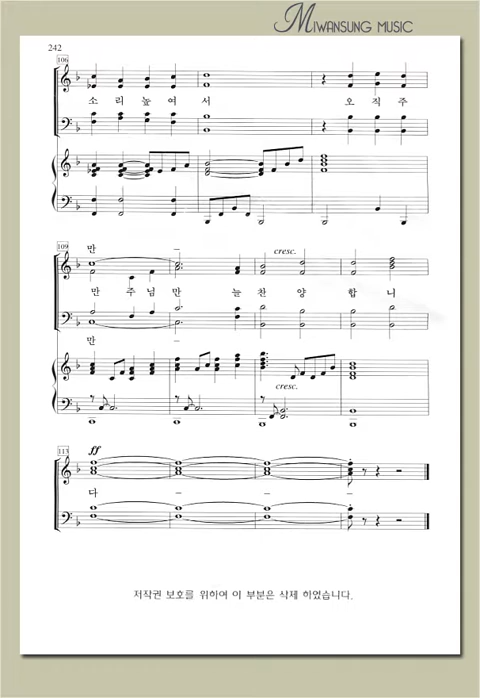 MIWANSUNG MUSIC
242
106
소 리 높 여 서 오 직 주
109
만 –
cresc.
만 주 님 만 늘 찬 양 합 니
만 –
cresc.
113
ff
다 – – –
저작권 보호를 위하여 이 부분은 삭제 하였습니다.